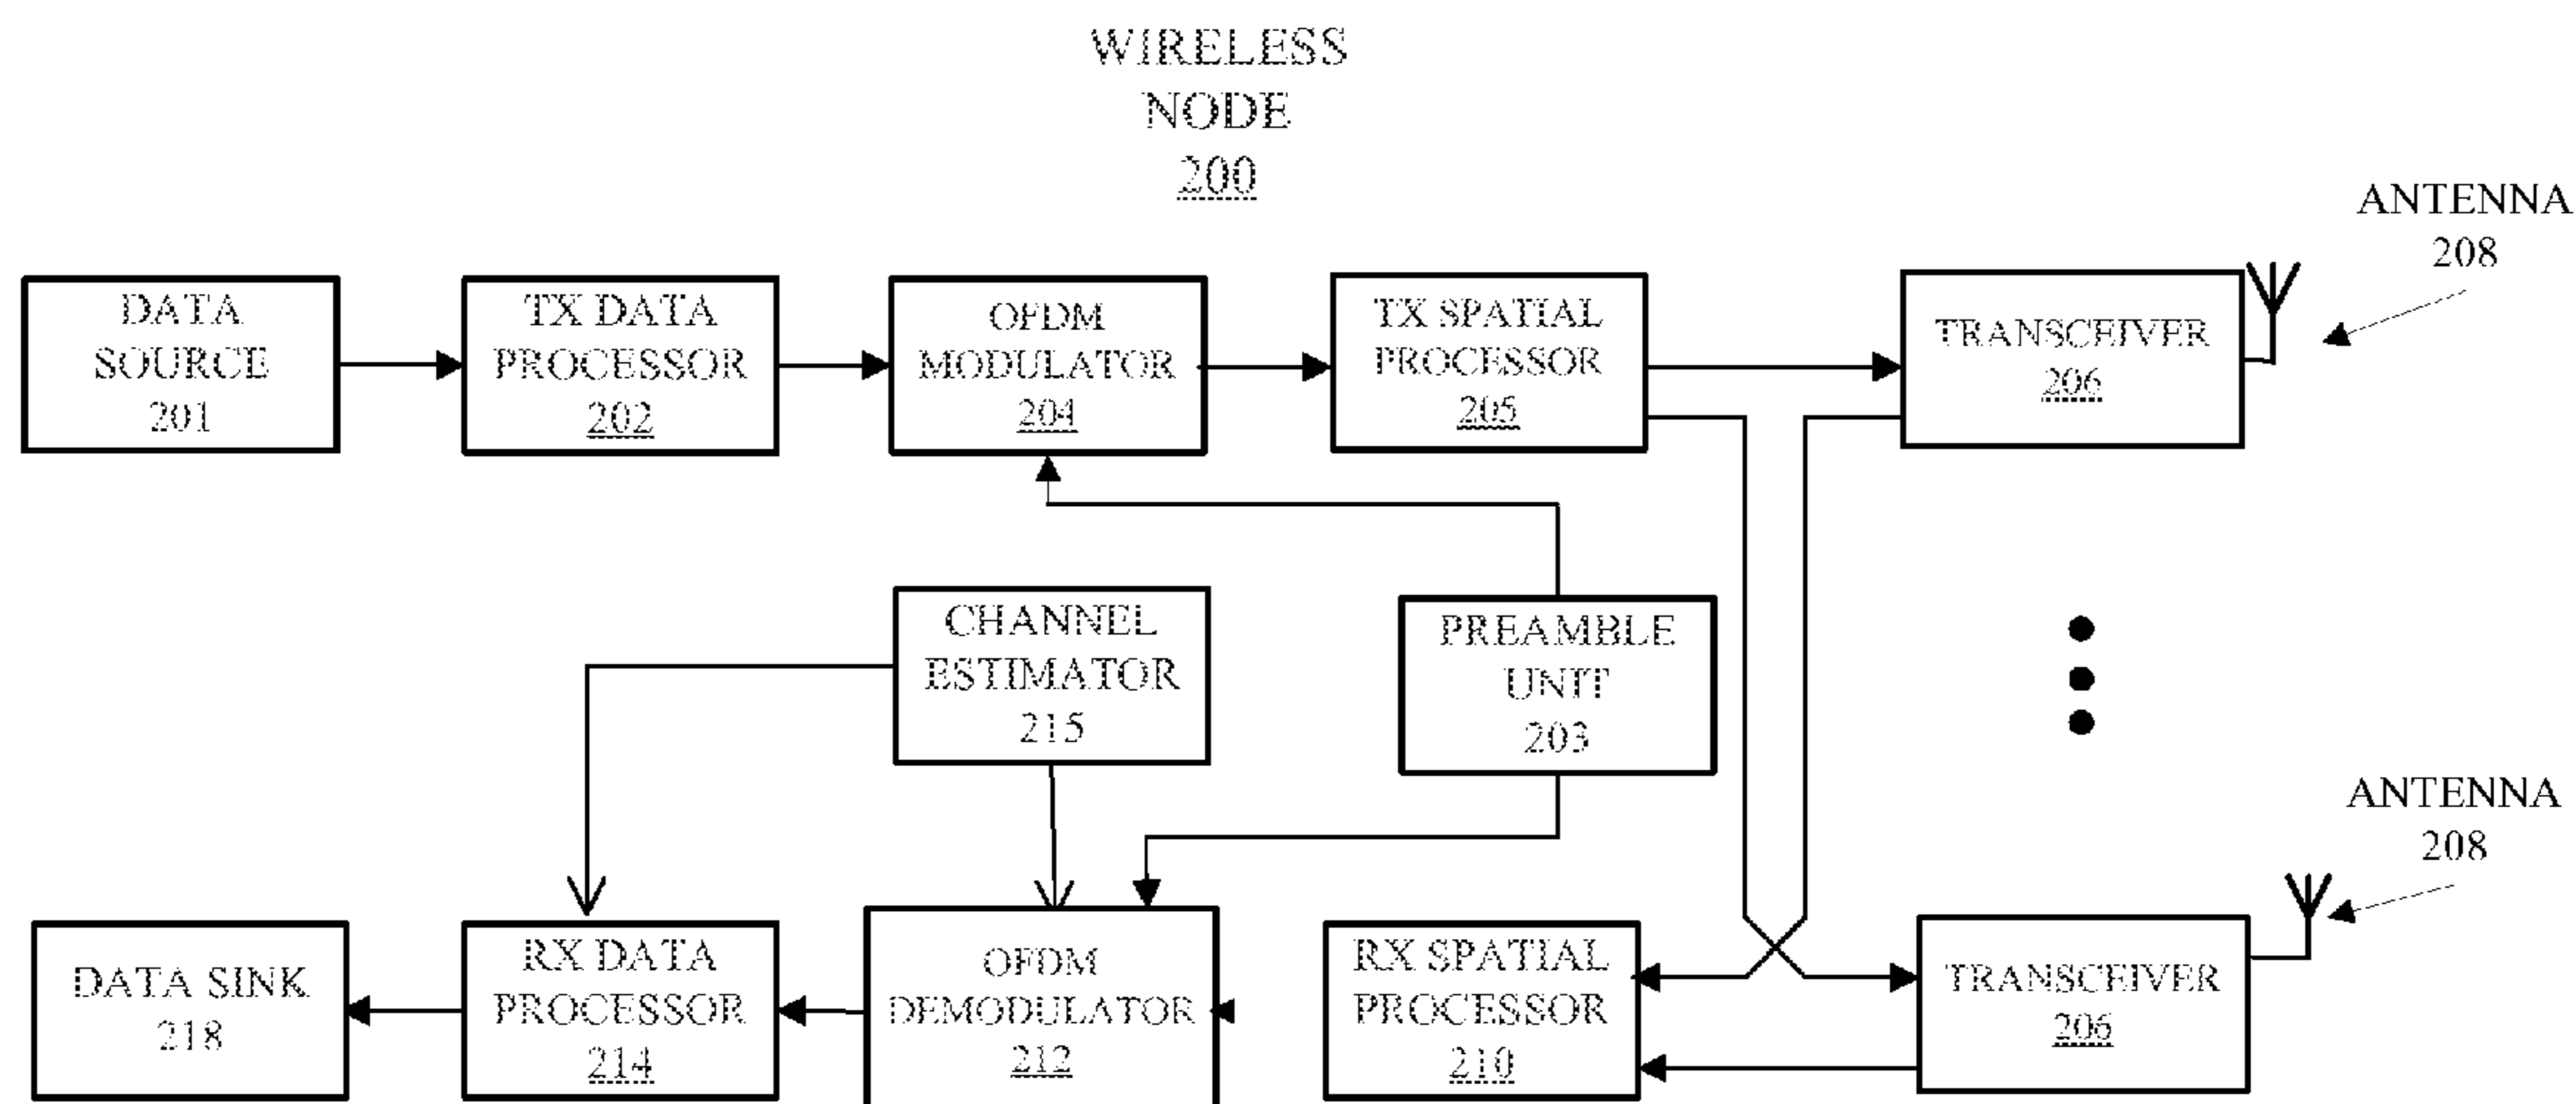 WIRELESS
NODE
200
ANTENNA
208
DATA
SOURCE
201
TX DATA
PROCESSOR
202
OFDM
MODULATOR
204
TX SPATIAL
PROCESSOR
205
TRANSCEIVER
206
CHANNEL
ESTIMATOR
215
PREAMBLE
UNIT
203
ANTENNA
208
DATA SINK
218
RX DATA
PROCESSOR
214
OFDM
DEMODULATOR
212
RX SPATIAL
PROCESSOR
210
TRANSCEIVER
206